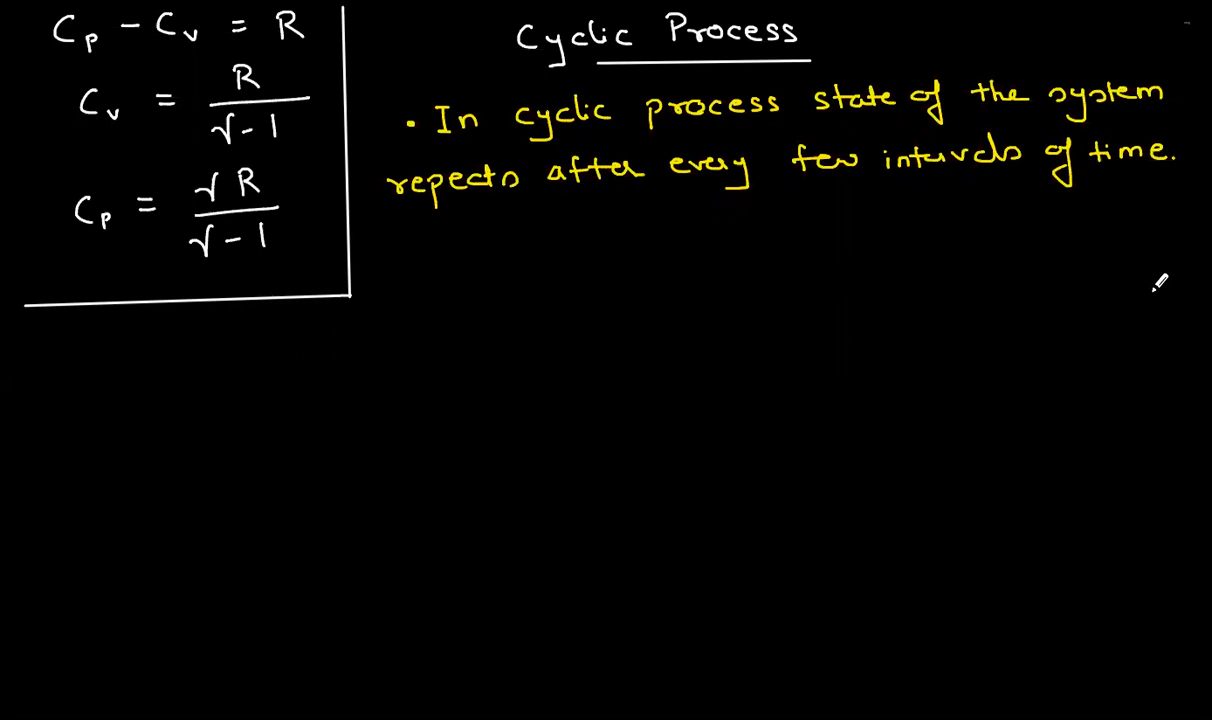 Cp - Cv = R
Cv = R / (γ - 1)
Cp = γR / (γ - 1)
Cyclic Process
• In cyclic process state of the system
repeats after every few intervals of time.